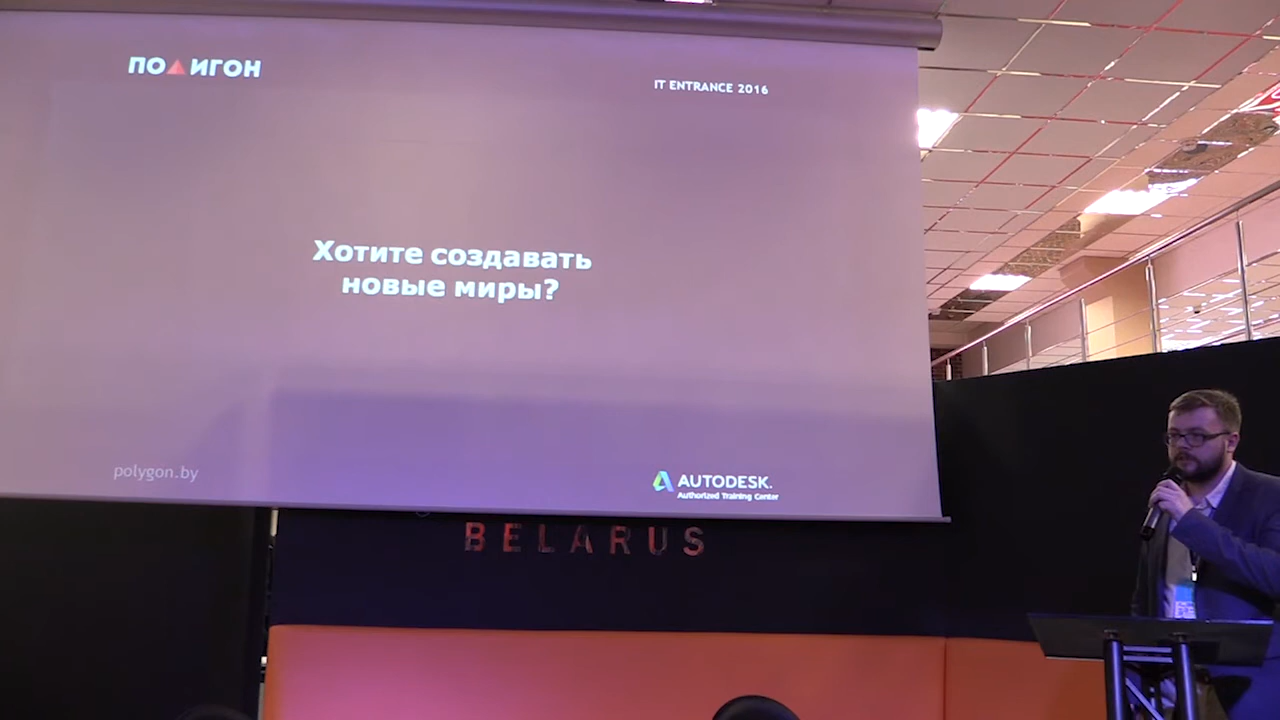 ПОЛИГОН
IT ENTRANCE 2016
Хотите создавать
новые миры?
polygon.by
AUTODESK.
Authorized Training Center
BELARUS